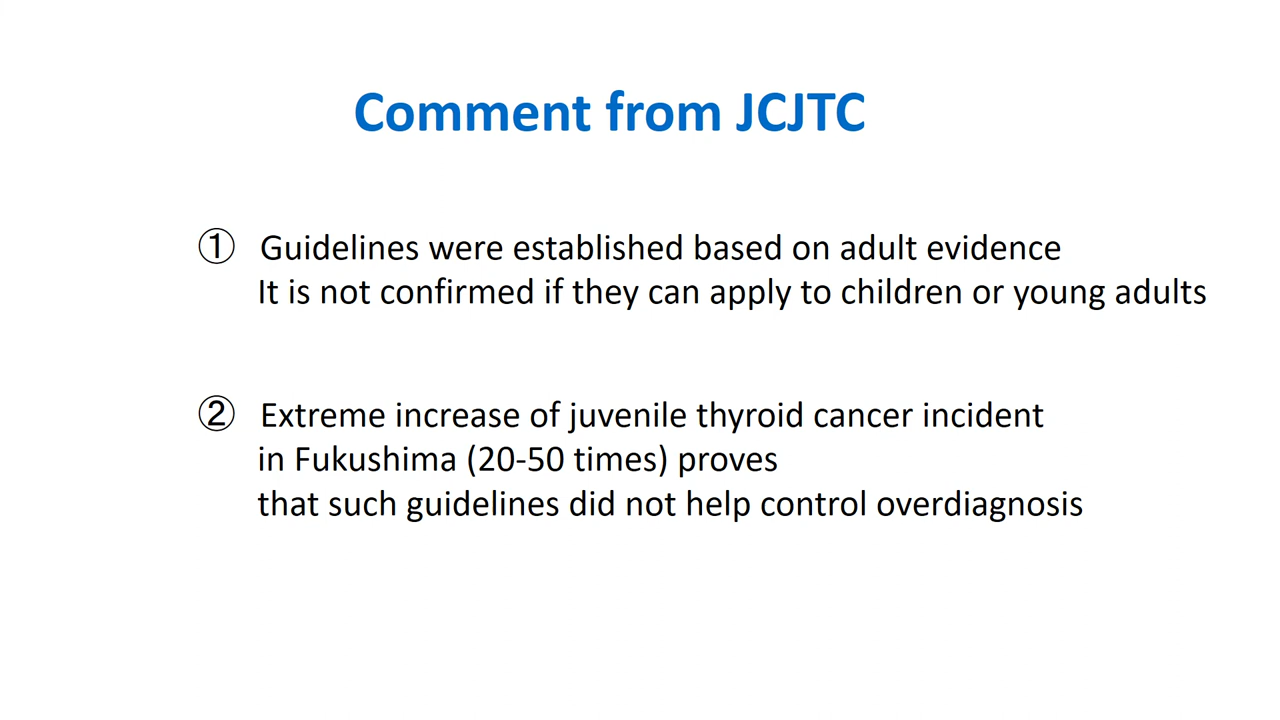 Comment from JCJTC
① Guidelines were established based on adult evidence
It is not confirmed if they can apply to children or young adults
② Extreme increase of juvenile thyroid cancer incident
in Fukushima (20-50 times) proves
that such guidelines did not help control overdiagnosis